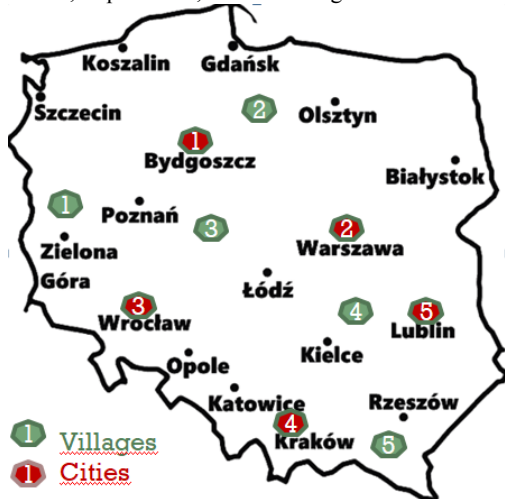 Koszalin
Gdańsk
Szczecin
2
Olsztyn
1
Bydgoszcz
Białystok
1
Poznań
3
2
Zielona
Góra
Warszawa
Łódź
3
Wrocław
4
5
Lublin
Opole
Kielce
Katowice
Rzeszów
4
Kraków
5
1 Villages
1 Cities